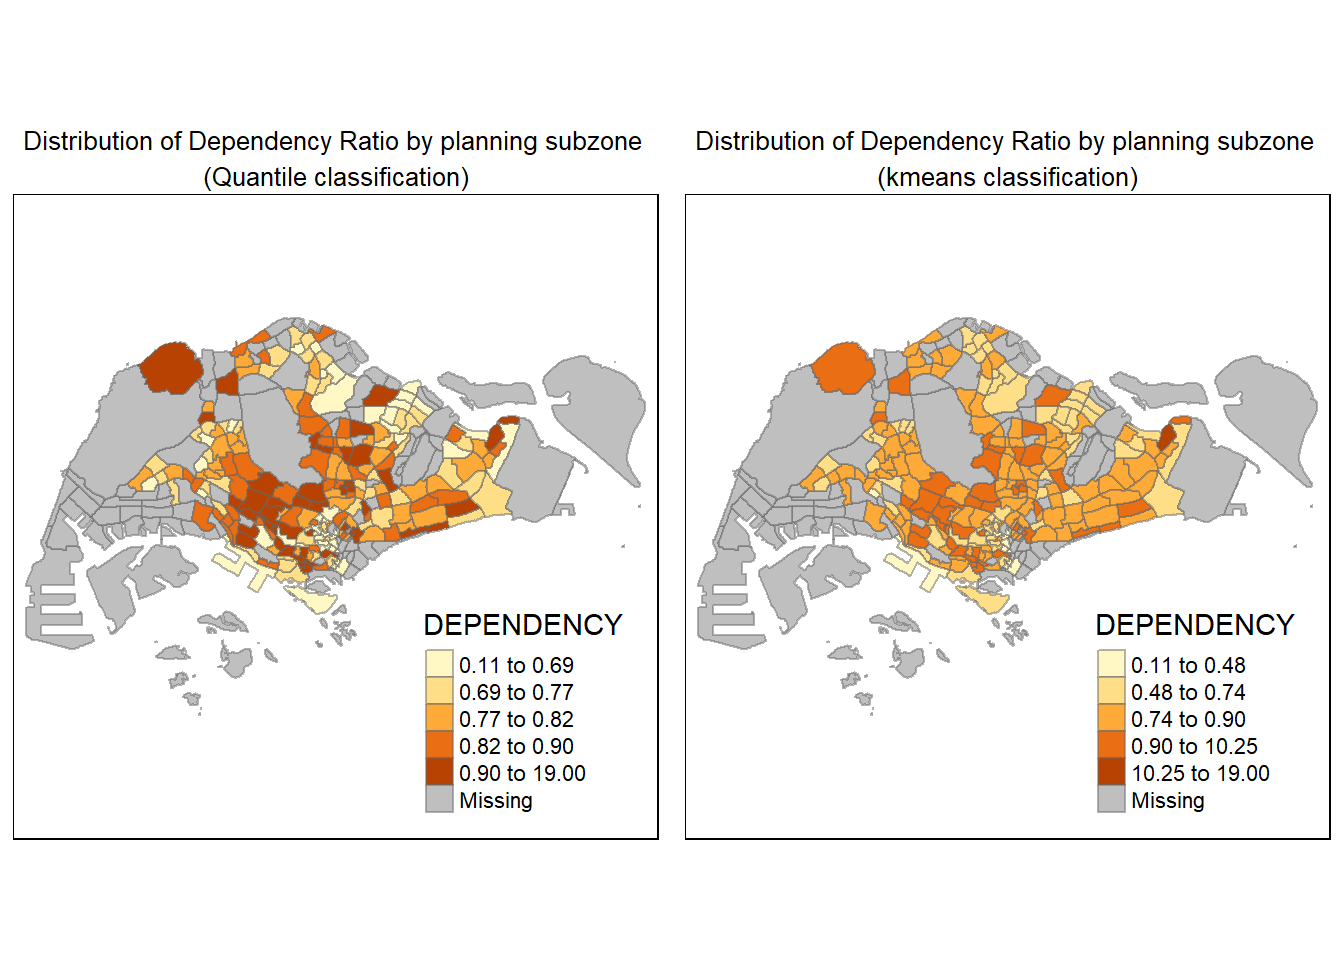 Distribution of Dependency Ratio by planning subzone
(Quantile classification)
DEPENDENCY
0.11 to 0.69
0.69 to 0.77
0.77 to 0.82
0.82 to 0.90
0.90 to 19.00
Missing
Distribution of Dependency Ratio by planning subzone
(kmeans classification)
DEPENDENCY
0.11 to 0.48
0.48 to 0.74
0.74 to 0.90
0.90 to 10.25
10.25 to 19.00
Missing